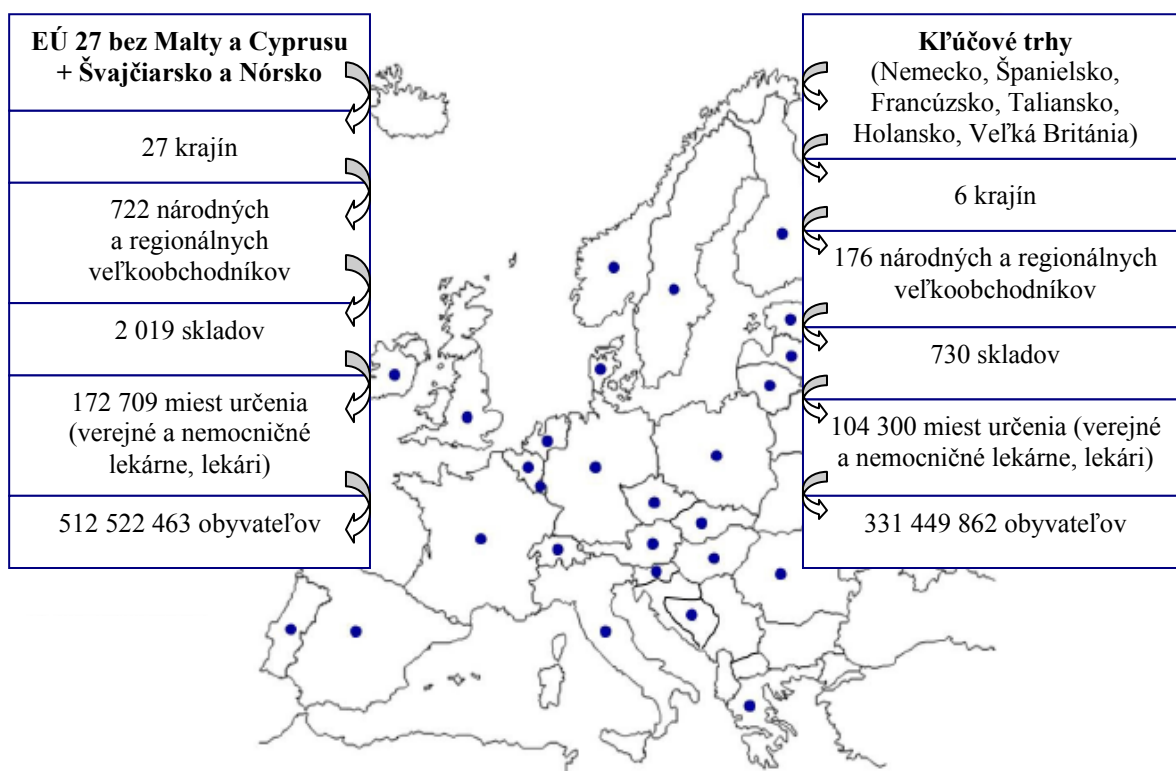 EÚ 27 bez Malty a Cyprusu
+ Švajčiarsko a Nórsko
27 krajín
722 národných
a regionálnych
veľkoobchodníkov
2 019 skladov
172 709 miest určenia
(verejné a nemocničné
lekárne, lekári)
512 522 463 obyvateľov
Kľúčové trhy
(Nemecko, Španielsko,
Francúzsko, Taliansko,
Holansko, Veľká Británia)
6 krajín
176 národných a regionálnych
veľkoobchodníkov
730 skladov
104 300 miest určenia (verejné
a nemocničné lekárne, lekári)
331 449 862 obyvateľov